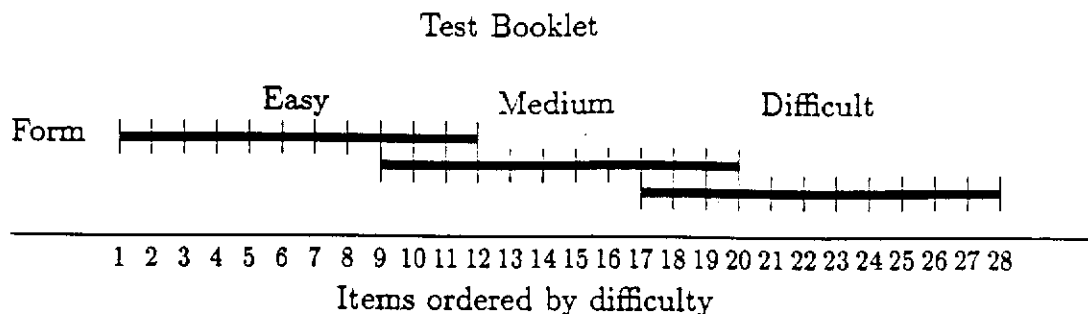 Test Booklet
Easy Medium Difficult
Form
1 2 3 4 5 6 7 8 9 10 11 12 13 14 15 16 17 18 19 20 21 22 23 24 25 26 27 28
Items ordered by difficulty